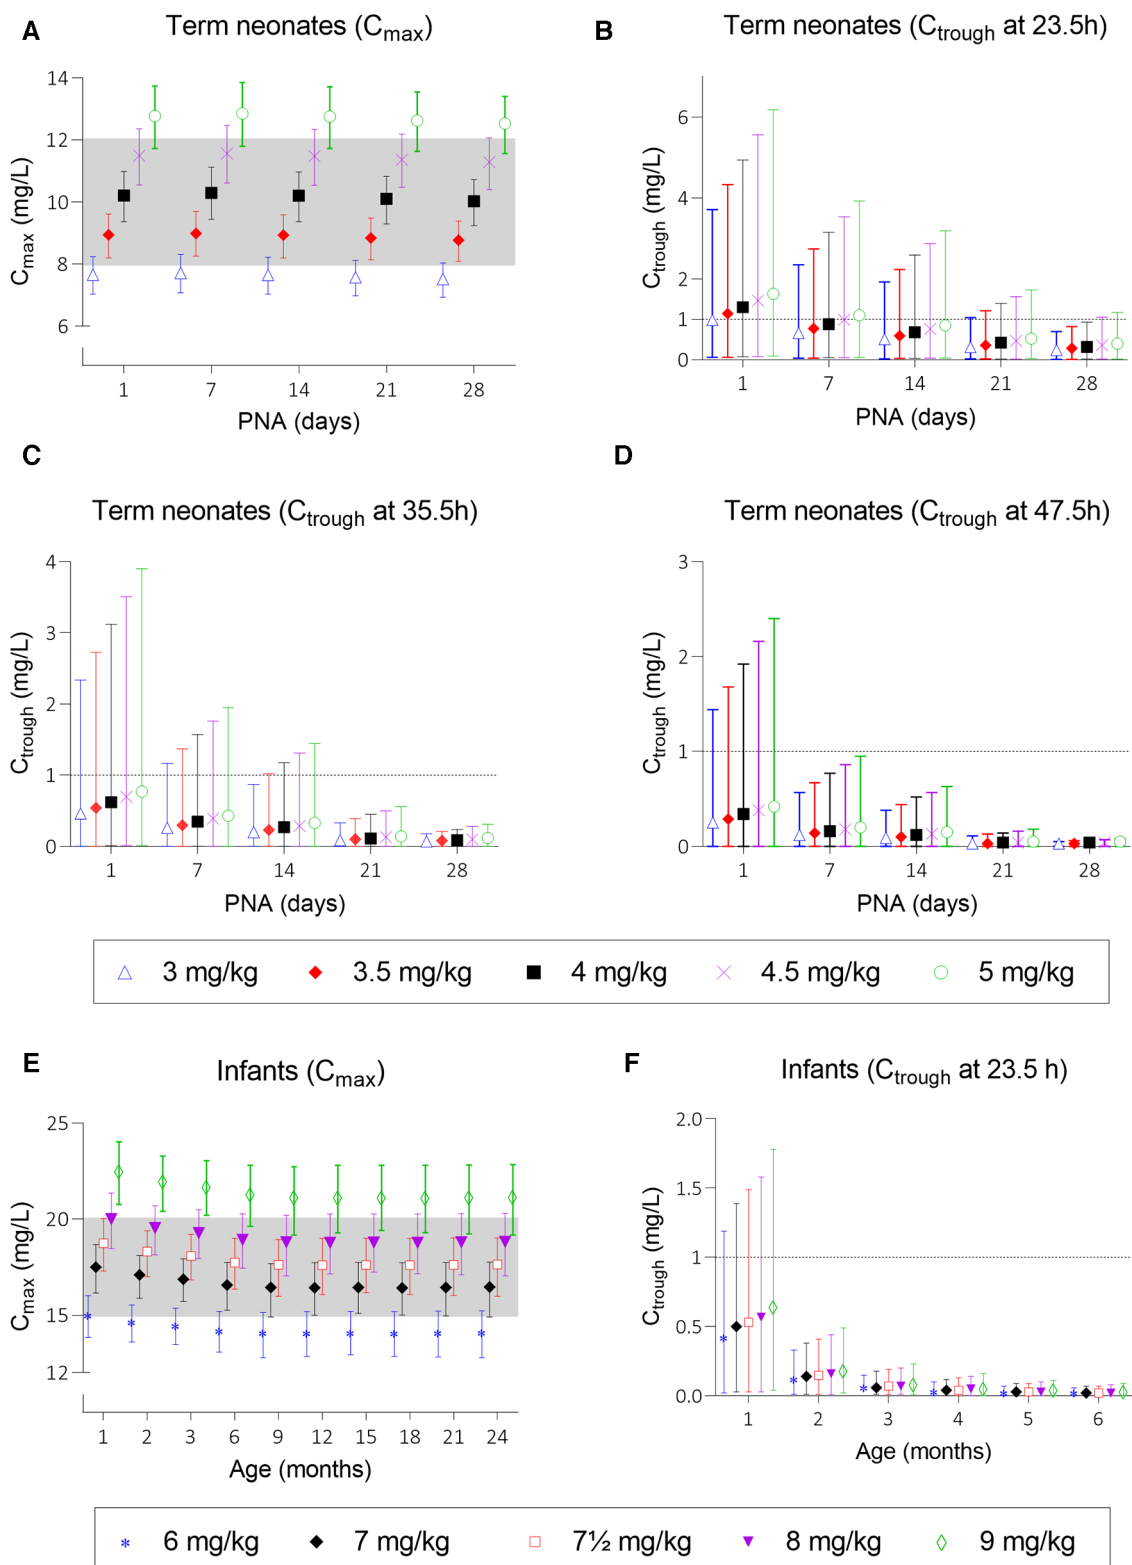 A
Term neonates (Cmax)
Cmax (mg/L)
14
12
10
8
6
1 7 14 21 28
PNA (days)
B
Term neonates (Ctrough at 23.5h)
Ctrough (mg/L)
6
4
2
1
0
1 7 14 21 28
PNA (days)
C
Term neonates (Ctrough at 35.5h)
Ctrough (mg/L)
4
3
2
1
0
1 7 14 21 28
PNA (days)
D
Term neonates (Ctrough at 47.5h)
Ctrough (mg/L)
3
2
1
0
1 7 14 21 28
PNA (days)
3 mg/kg 3.5 mg/kg 4 mg/kg 4.5 mg/kg 5 mg/kg
E
Infants (Cmax)
Cmax (mg/L)
25
20
15
12
1 2 3 6 9 12 15 18 21 24
Age (months)
F
Infants (Ctrough at 23.5 h)
Ctrough (mg/L)
2.0
1.5
1
0.5
0.0
1 2 3 4 5 6
Age (months)
6 mg/kg 7 mg/kg 7½ mg/kg 8 mg/kg 9 mg/kg